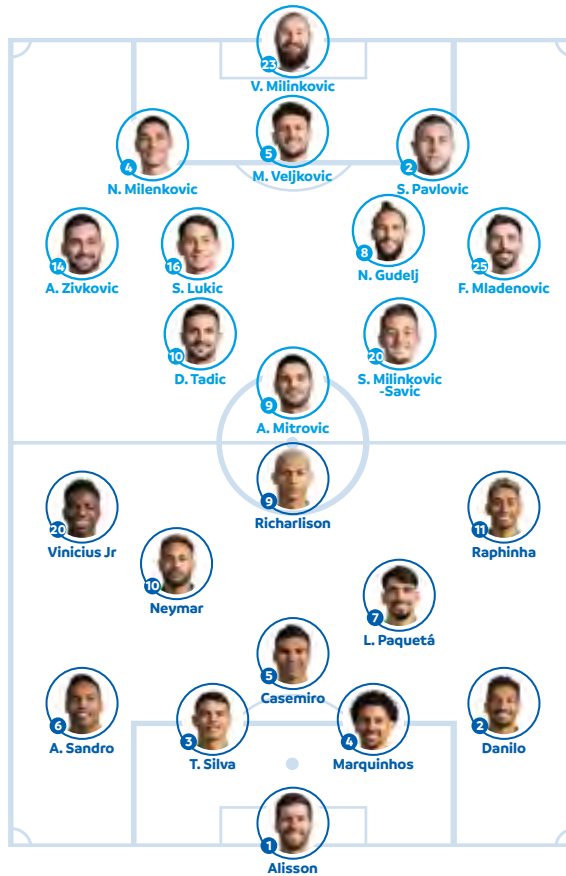 23
V. Milinkovic
4
N. Milenkovic
5
M. Veljkovic
2
S. Pavlovic
14
A. Zivkovic
16
S. Lukic
8
N. Gudelj
25
F. Mladenovic
10
D. Tadic
20
S. Milinkovic
-Savic
9
A. Mitrovic
9
Richarlison
20
Vinicius Jr
11
Raphinha
10
Neymar
7
L. Paquetá
5
Casemiro
6
A. Sandro
3
T. Silva
4
Marquinhos
2
Danilo
1
Alisson